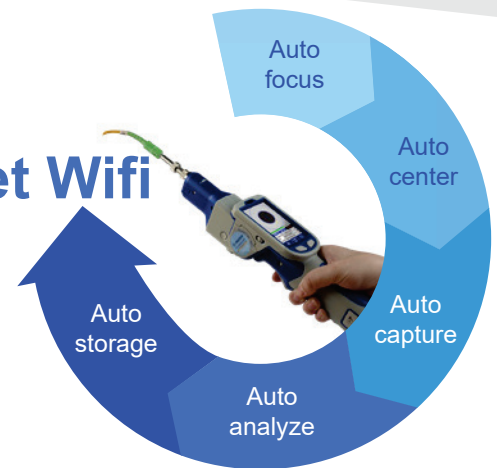 Auto
focus
Auto
center
et Wifi
Auto
capture
Auto
storage
Auto
analyze